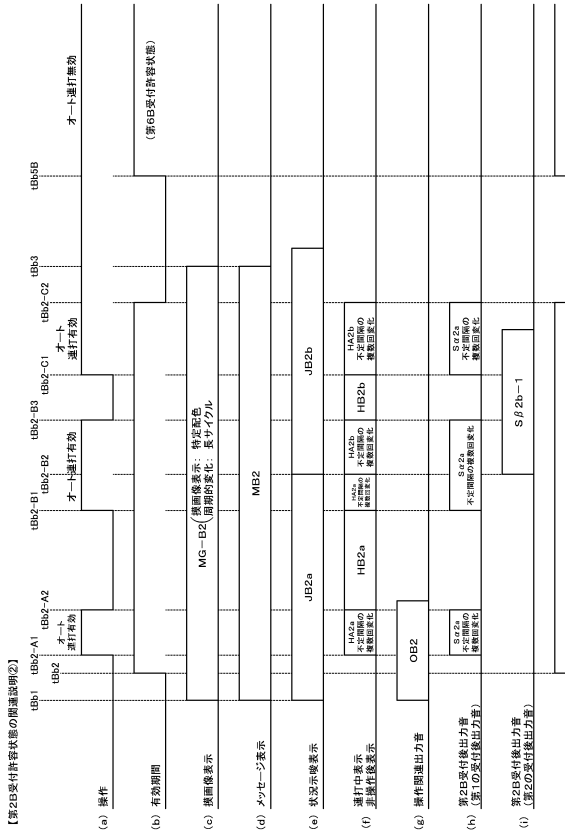 【第2B受付許容状態の関連説明②】
tBb1
tBb2
tBb2-A1
tBb2-A2
tBb2-B1
tBb2-B2
tBb2-B3
tBb2-C1
tBb2-C2
tBb3
tBb5B
(a) 操作
オート
連打有効
オート連打有効
オート
連打有効
オート連打無効
(b) 有効期間
(第6B受付許容状態)
(c) 摸画像表示
MG-B2(摸画像表示:特定配色
周期的変化:長サイクル
(d) メッセージ表示
MB2
(e) 状況示唆表示
JB2a
JB2b
(f) 連打中表示
非操作後表示
HA2a
不定間隔の
複数回変化
HB2a
HA2a
不定間隔の
複数回変化
HA2b
不定間隔の
複数回変化
HB2b
HA2b
不定間隔の
複数回変化
(g) 操作関連出力音
OB2
(h) 第2B受付後出力音
(第1の受付後出力音)
Sα2a
不定間隔の
複数回変化
Sα2a
不定間隔の複数回変化
Sα2a
不定間隔の
複数回変化
(i) 第2B受付後出力音
(第2の受付後出力音)
Sβ2b-1